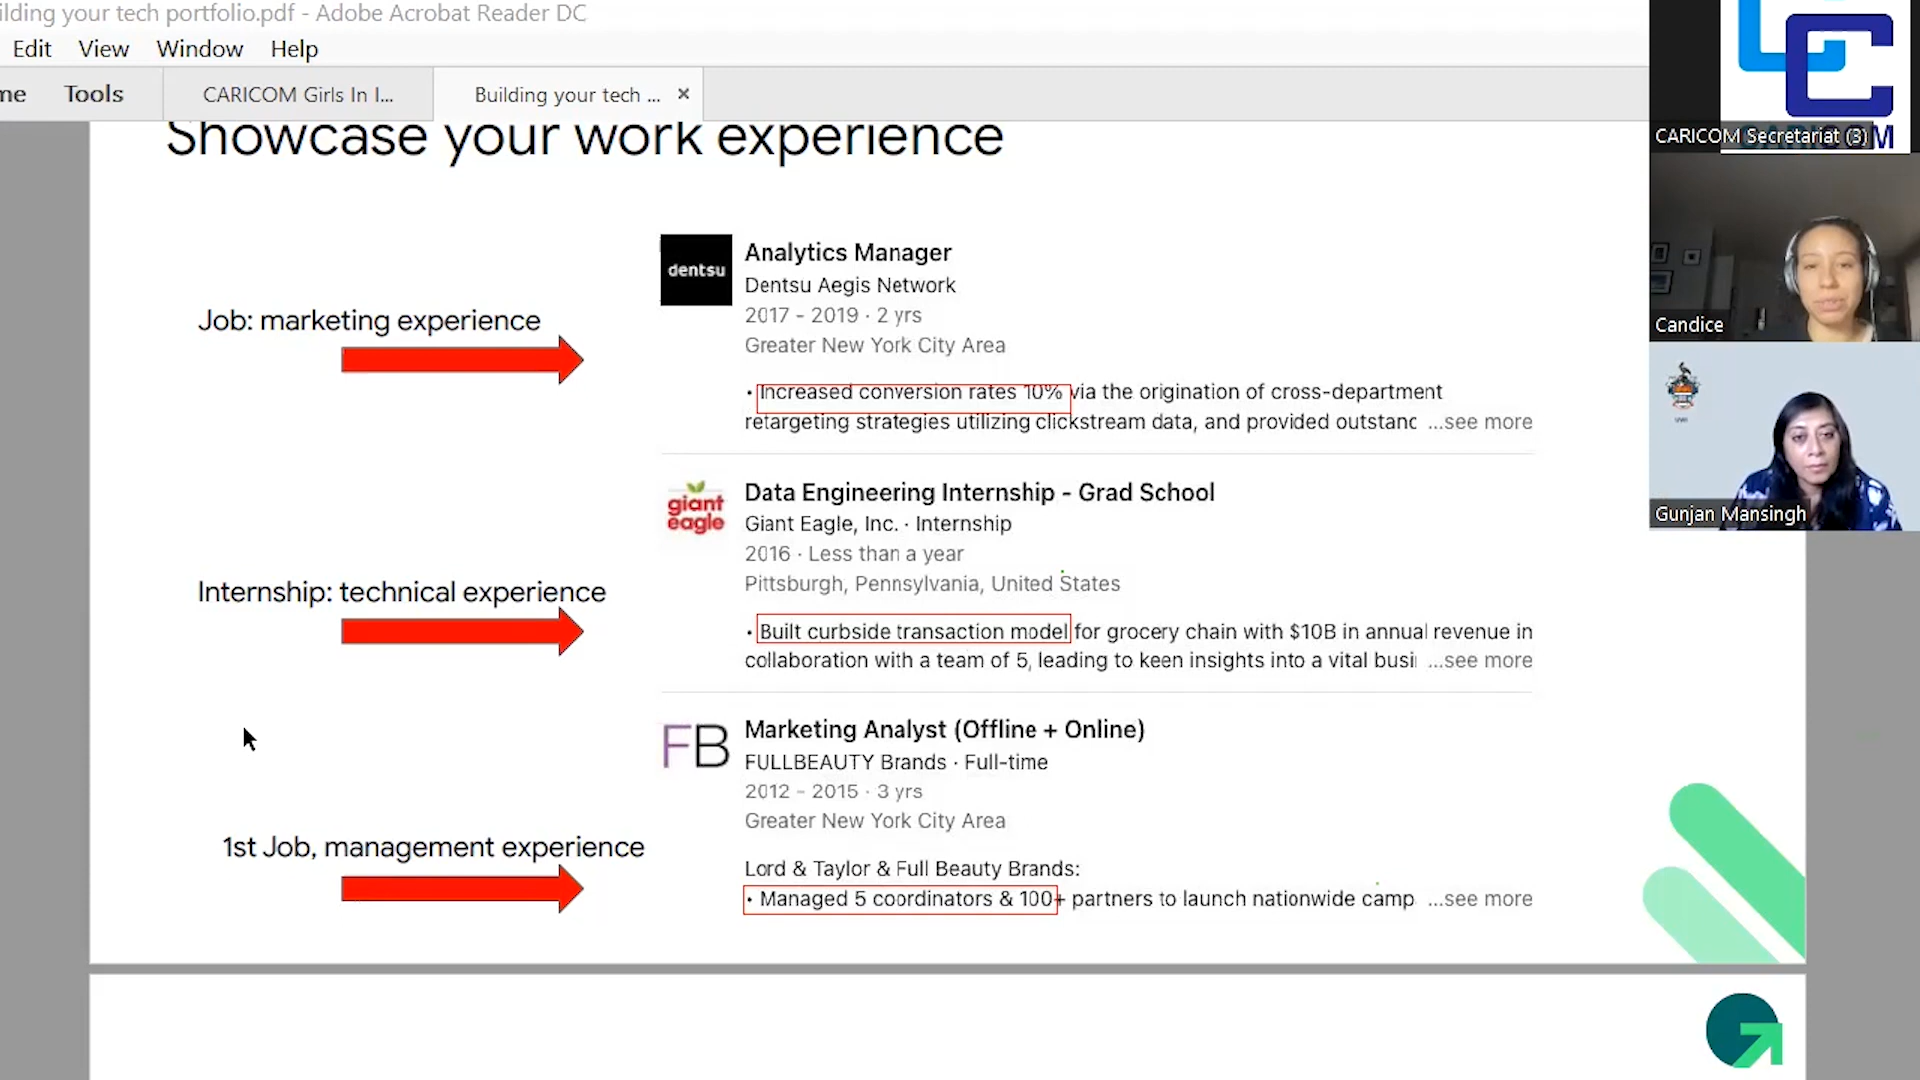 ilding your tech portfolio.pdf - Adobe Acrobat Reader DC
Edit View Window Help
me Tools CARICOM Girls In I... Building your tech ... ×
Showcase your work experience
Job: marketing experience
dentsu
Analytics Manager
Dentsu Aegis Network
2017 - 2019 · 2 yrs
Greater New York City Area
• Increased conversion rates 10% via the origination of cross-department
retargeting strategies utilizing clickstream data, and provided outstanc ...see more
Internship: technical experience
giant
eagle
Data Engineering Internship - Grad School
Giant Eagle, Inc. · Internship
2016 · Less than a year
Pittsburgh, Pennsylvania, United States
• Built curbside transaction model for grocery chain with $10B in annual revenue in
collaboration with a team of 5, leading to keen insights into a vital busi ...see more
1st Job, management experience
FB
Marketing Analyst (Offline + Online)
FULLBEAUTY Brands · Full-time
2012 - 2015 · 3 yrs
Greater New York City Area
Lord & Taylor & Full Beauty Brands:
• Managed 5 coordinators & 100+ partners to launch nationwide camp ...see more
CARICOM Secretariat (3)
Candice
Gunjan Mansingh